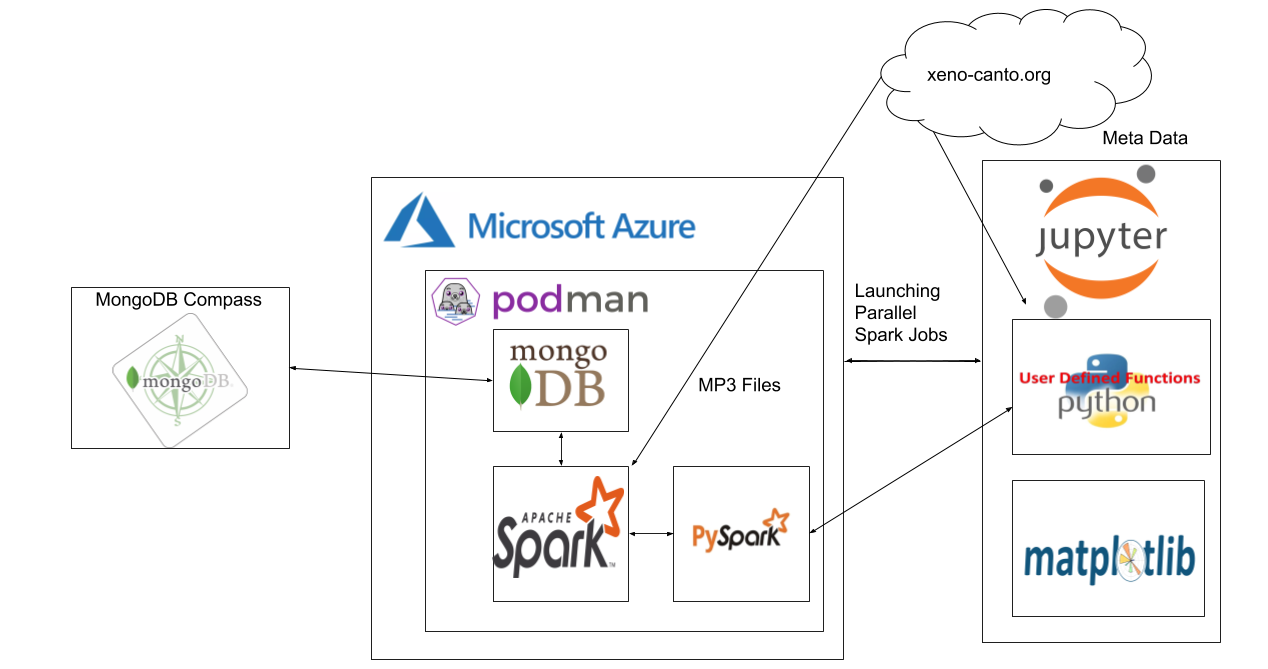 xeno-canto.org
Meta Data
Microsoft Azure
jupyter
podman
MongoDB Compass
N
mongoDB
S
mongo
DB
Launching
Parallel
Spark Jobs
MP3 Files
User Defined Functions
python
APACHE
Spark™
PySpark
matplotlib